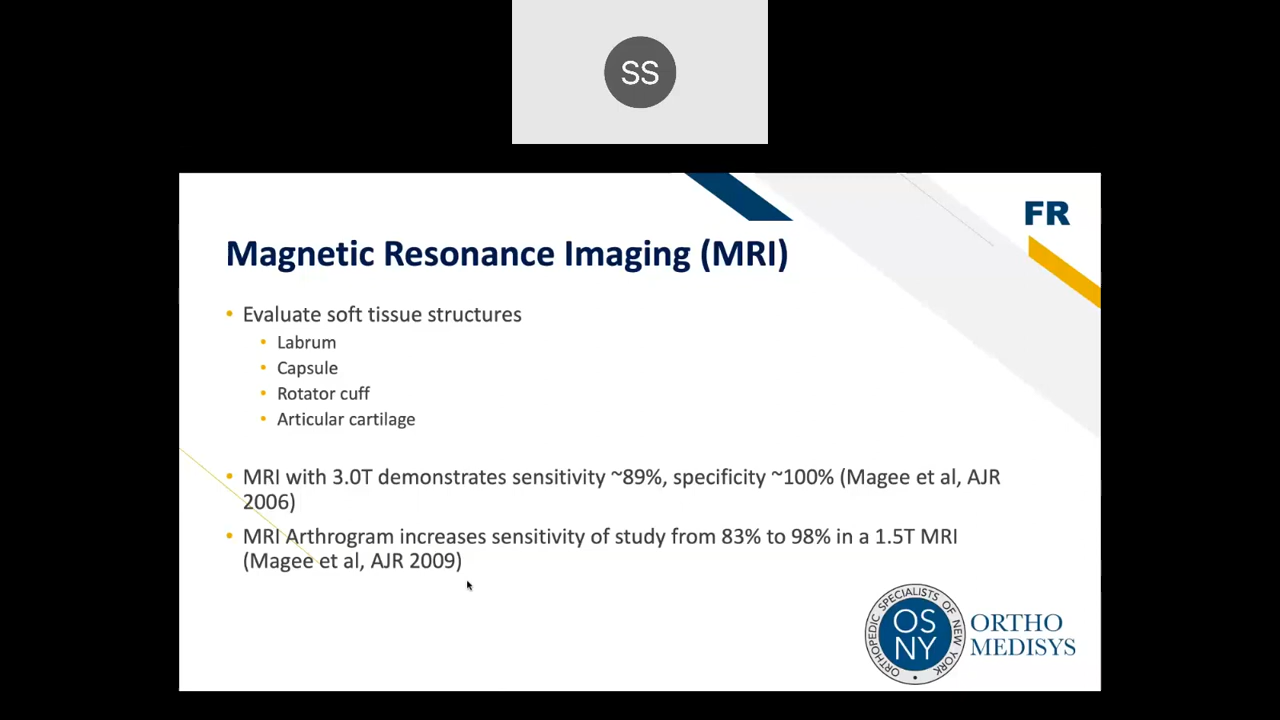 SS
FR
Magnetic Resonance Imaging (MRI)
• Evaluate soft tissue structures
• Labrum
• Capsule
• Rotator cuff
• Articular cartilage
• MRI with 3.0T demonstrates sensitivity ~89%, specificity ~100% (Magee et al, AJR
2006)
• MRI Arthrogram increases sensitivity of study from 83% to 98% in a 1.5T MRI
(Magee et al, AJR 2009)
ORTHOPEDIC SPECIALISTS OF NEW YORK
OS
NY
ORTHO
MEDISYS